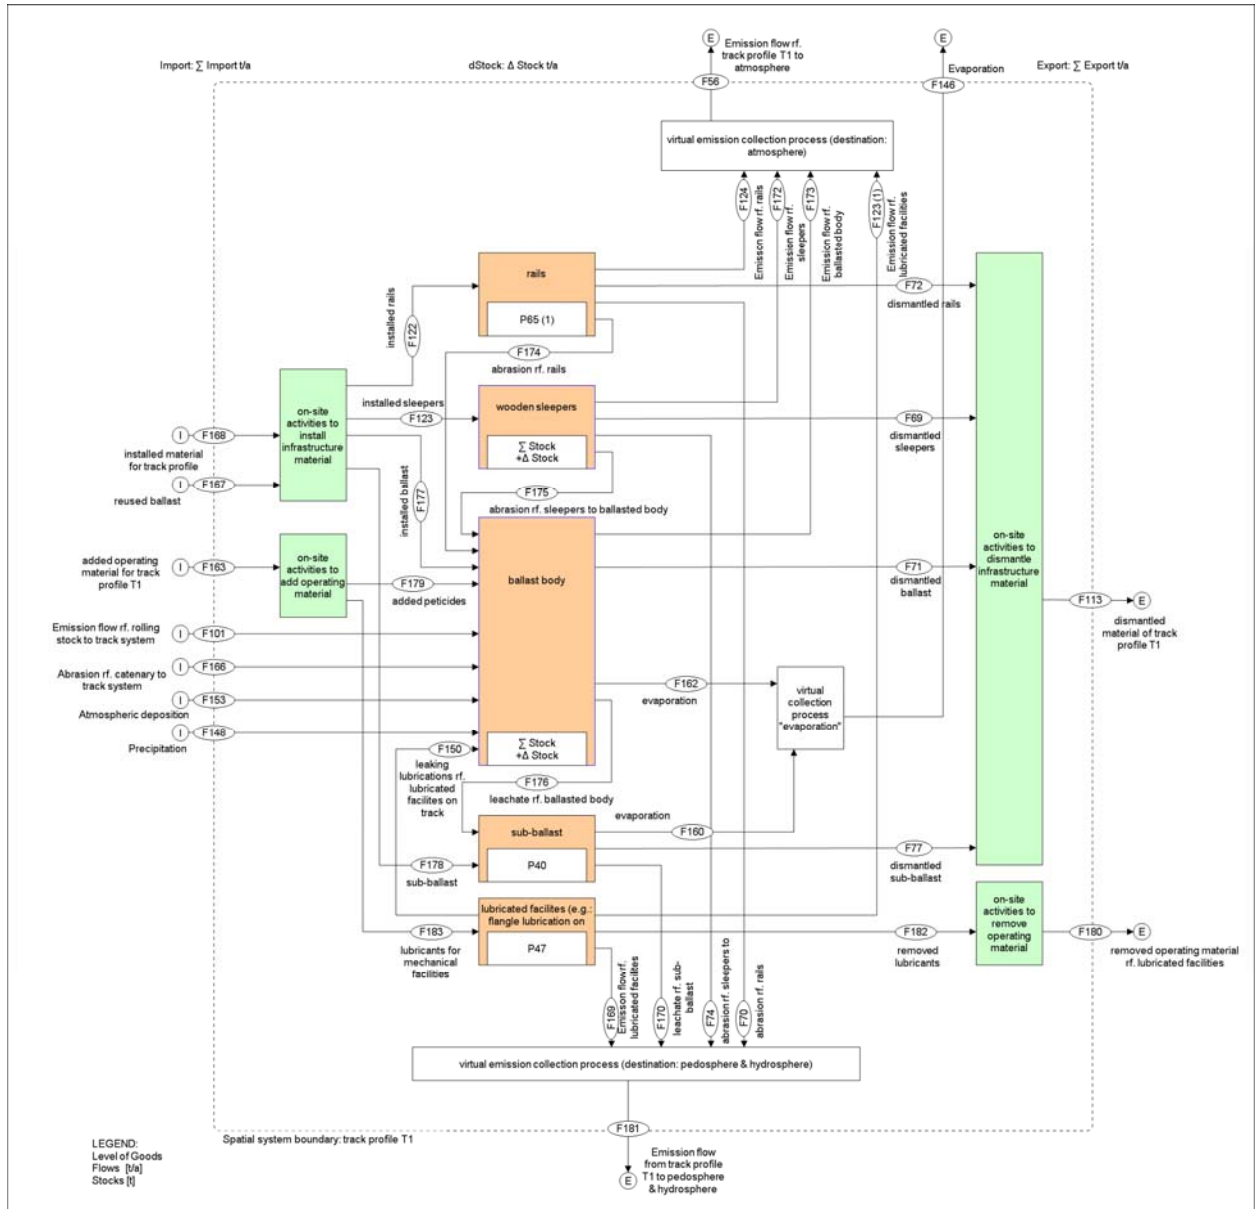 Emission flow rf.
track profile T1 to
atmosphere
E
E
Import: ∑ Import t/a
dStock: Δ Stock t/a
Evaporation
Export: ∑ Export t/a
F56
F146
virtual emission collection process (destination:
atmosphere)
F124
Emisson flow rf. rails
F172
Emission flow rf.
sleepers
F173
Emission flow rf.
ballasted body
F123 (1)
Emission flow rf.
lubricated facilities
rails
P65 (1)
F72
dismantled rails
installed rails
F122
F174
abrasion rf. rails
on-site
activities to
install
infrastructure
material
installed sleepers
F123
wooden sleepers
∑ Stock
+Δ Stock
F69
dismantled
sleepers
I
F168
installed material
for track profile
I
F167
reused ballast
installed ballast
F177
F175
abrasion rf. sleepers to ballasted body
on-site
activities to
dismantle
infrastructure
material
added operating
material for track
profile T1
I
F163
on-site
activities to
add operating
material
F179
added peticides
ballast body
F71
dismantled
ballast
F113
E
dismantled
material of track
profile T1
Emission flow rf. rolling
stock to track system
I
F101
Abrasion rf. catenary to
track system
I
F166
I
F153
Atmospheric deposition
I
F148
Precipitation
F162
evaporation
virtual
collection
process
"evaporation"
∑ Stock
+Δ Stock
F150
leaking
lubrications rf.
lubricated
facilites on
track
F176
leachate rf. ballasted body
evaporation
F160
sub-ballast
P40
F77
dismantled
sub-ballast
F178
sub-ballast
lubricated facilites (e.g.:
flangle lubrication on
P47
F183
lubricants for
mechanical
facilities
F182
removed
lubricants
on-site
activities to
remove
operating
material
F180
E
removed operating material
rf. lubricated facilities
F169
Emisson flow rf.
lubricated facilites
F170
leachate rf. sub-
ballast
F74
abrasion rf. sleepers to
F70
abrasion rf. rails
virtual emission collection process (destination: pedosphere & hydrosphere)
F181
Spatial system boundary: track profile T1
Emission flow
from track profile
T1 to pedosphere
& hydrosphere
E
LEGEND:
Level of Goods
Flows [t/a]
Stocks [t]